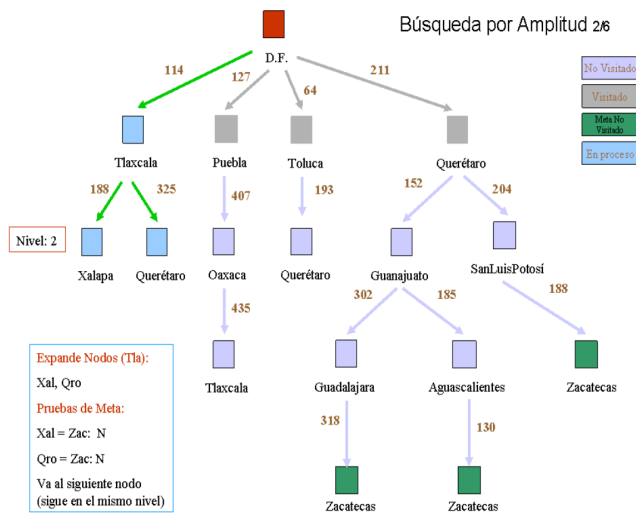 Búsqueda por Amplitud 2/6
D.F.
114
127
64
211
No Visitado
Visitado
Meta No
Visitado
En proceso
Tlaxcala
Puebla
Toluca
Querétaro
188
325
407
193
152
204
Nivel: 2
Xalapa
Querétaro
Oaxaca
Querétaro
Guanajuato
SanLuisPotosí
435
302
185
188
Tlaxcala
Guadalajara
Aguascalientes
Zacatecas
318
130
Zacatecas
Zacatecas
Expande Nodos (Tla):
Xal, Qro
Pruebas de Meta:
Xal = Zac: N
Qro = Zac: N
Va al siguiente nodo
(sigue en el mismo nivel)